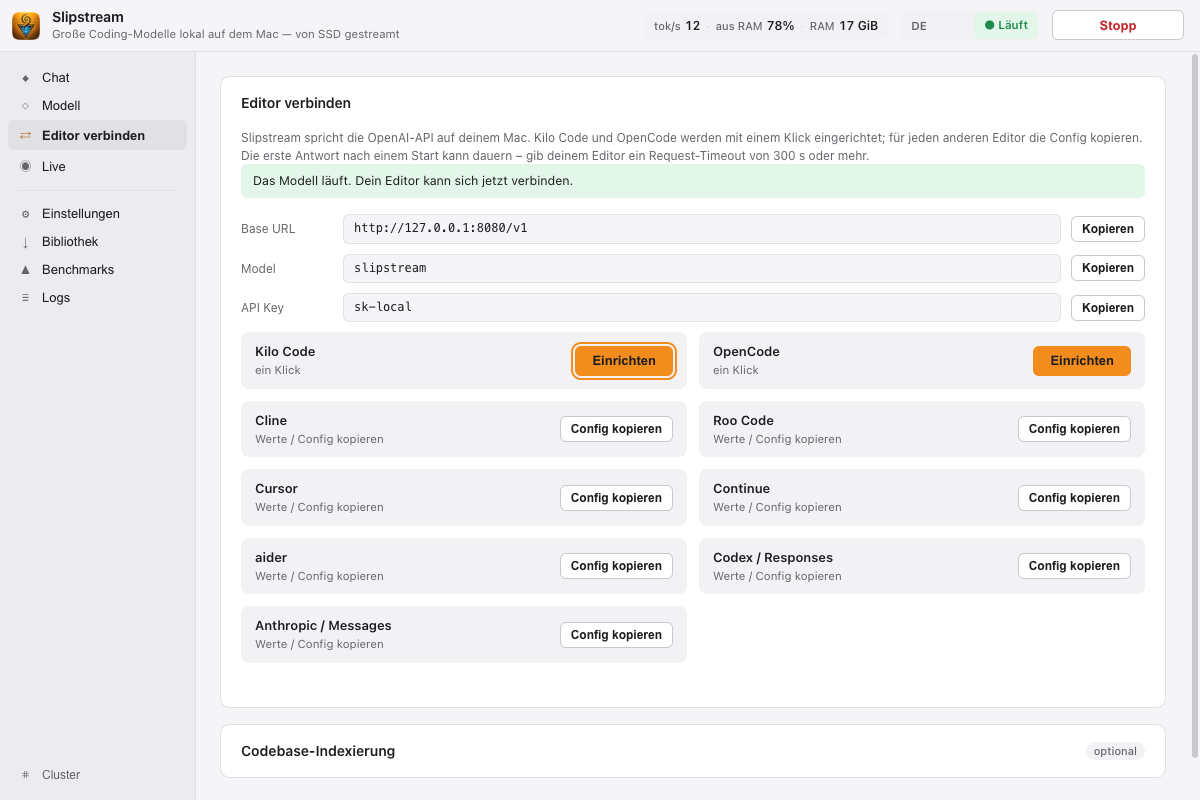 Slipstream
Große Coding-Modelle lokal auf dem Mac — von SSD gestreamt
tok/s 12 · aus RAM 78% · RAM 17 GiB
DE
Läuft
Stopp
Chat
Modell
Editor verbinden
Live
Einstellungen
Bibliothek
Benchmarks
Logs
Cluster
Editor verbinden
Slipstream spricht die OpenAI-API auf deinem Mac. Kilo Code und OpenCode werden mit einem Klick eingerichtet; für jeden anderen Editor die Config kopieren.
Die erste Antwort nach einem Start kann dauern – gib deinem Editor ein Request-Timeout von 300 s oder mehr.
Das Modell läuft. Dein Editor kann sich jetzt verbinden.
Base URL
http://127.0.0.1:8080/v1
Kopieren
Model
slipstream
Kopieren
API Key
sk-local
Kopieren
Kilo Code
ein Klick
Einrichten
OpenCode
ein Klick
Einrichten
Cline
Werte / Config kopieren
Config kopieren
Roo Code
Werte / Config kopieren
Config kopieren
Cursor
Werte / Config kopieren
Config kopieren
Continue
Werte / Config kopieren
Config kopieren
aider
Werte / Config kopieren
Config kopieren
Codex / Responses
Werte / Config kopieren
Config kopieren
Anthropic / Messages
Werte / Config kopieren
Config kopieren
Codebase-Indexierung
optional